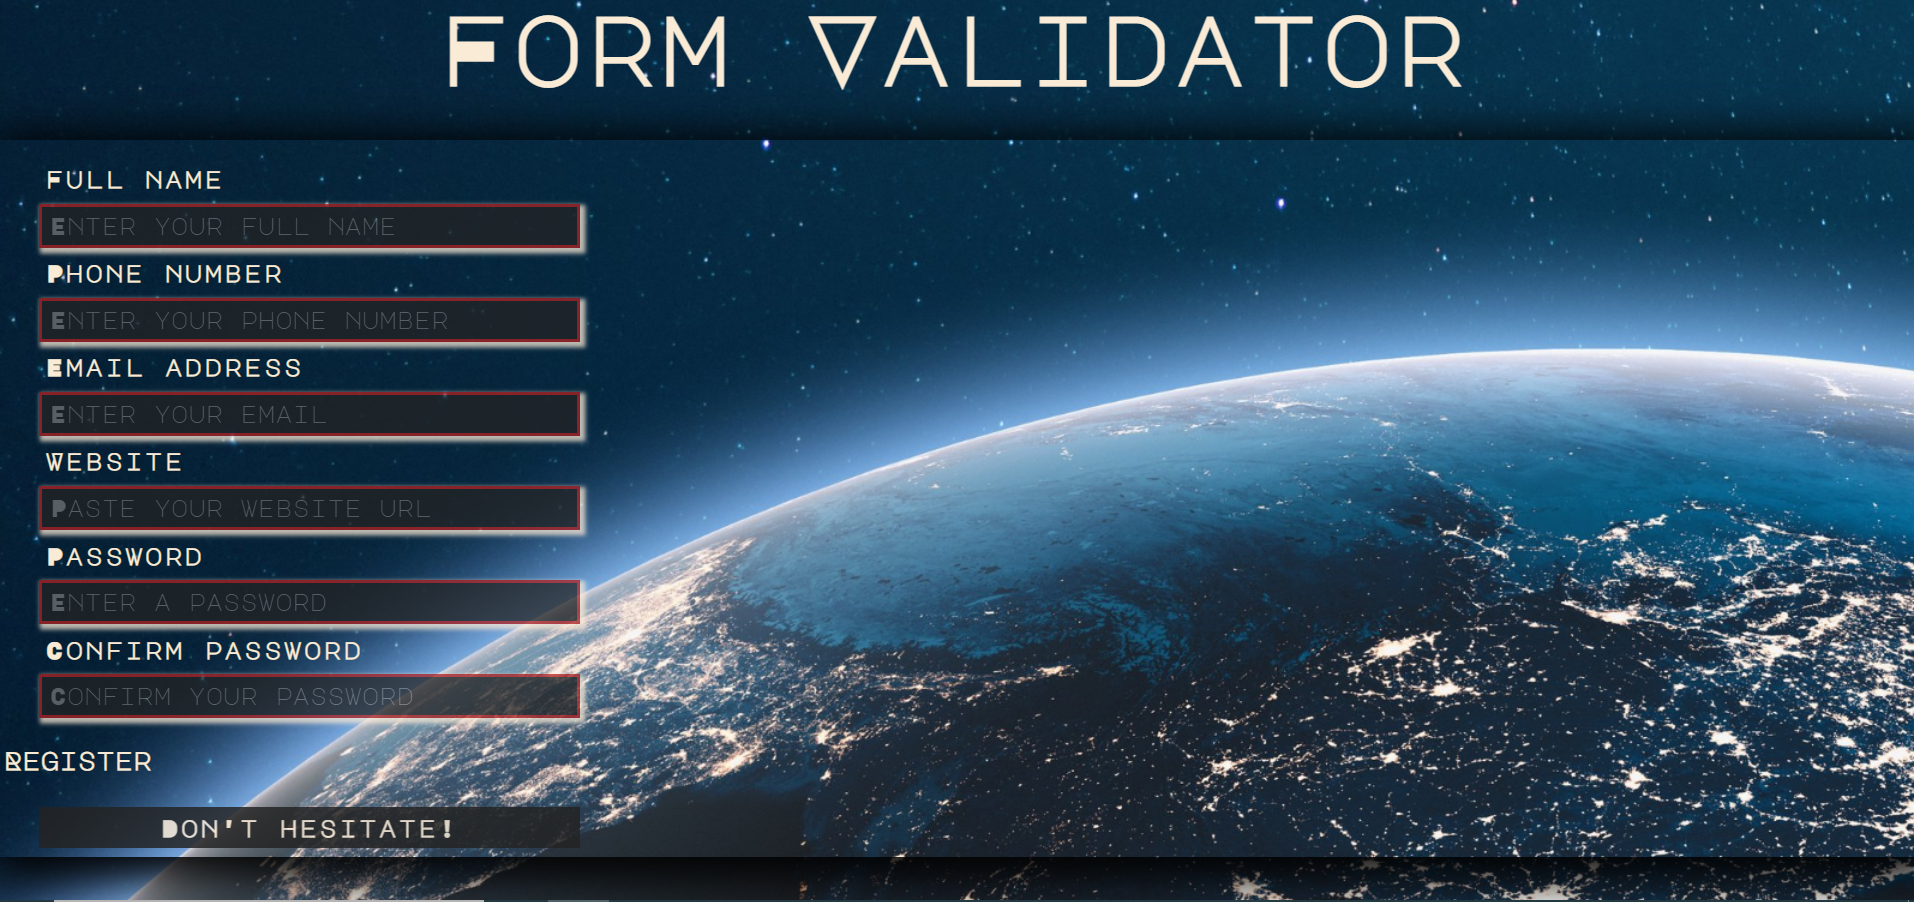 Form Validator
Full Name
Enter your full name
Phone Number
Enter your phone number
Email Address
Enter your email
Website
Paste your website URL
Password
Enter a password
Confirm Password
Confirm your password
Register
Don't hesitate!